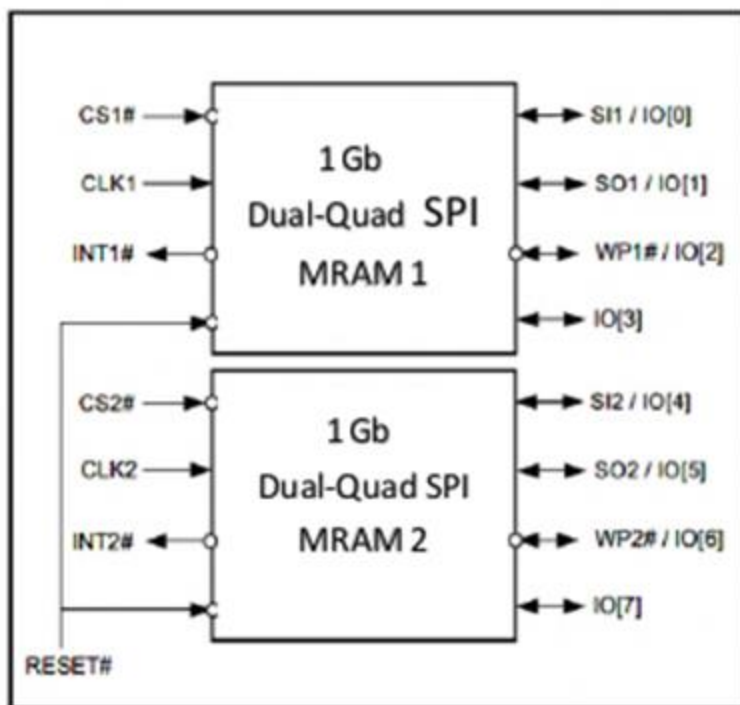 CS1#
CLK1
INT1#
1 Gb
Dual-Quad SPI
MRAM 1
SI1 / IO[0]
SO1 / IO[1]
WP1# / IO[2]
IO[3]
CS2#
CLK2
INT2#
1 Gb
Dual-Quad SPI
MRAM 2
SI2 / IO[4]
SO2 / IO[5]
WP2# / IO[6]
IO[7]
RESET#